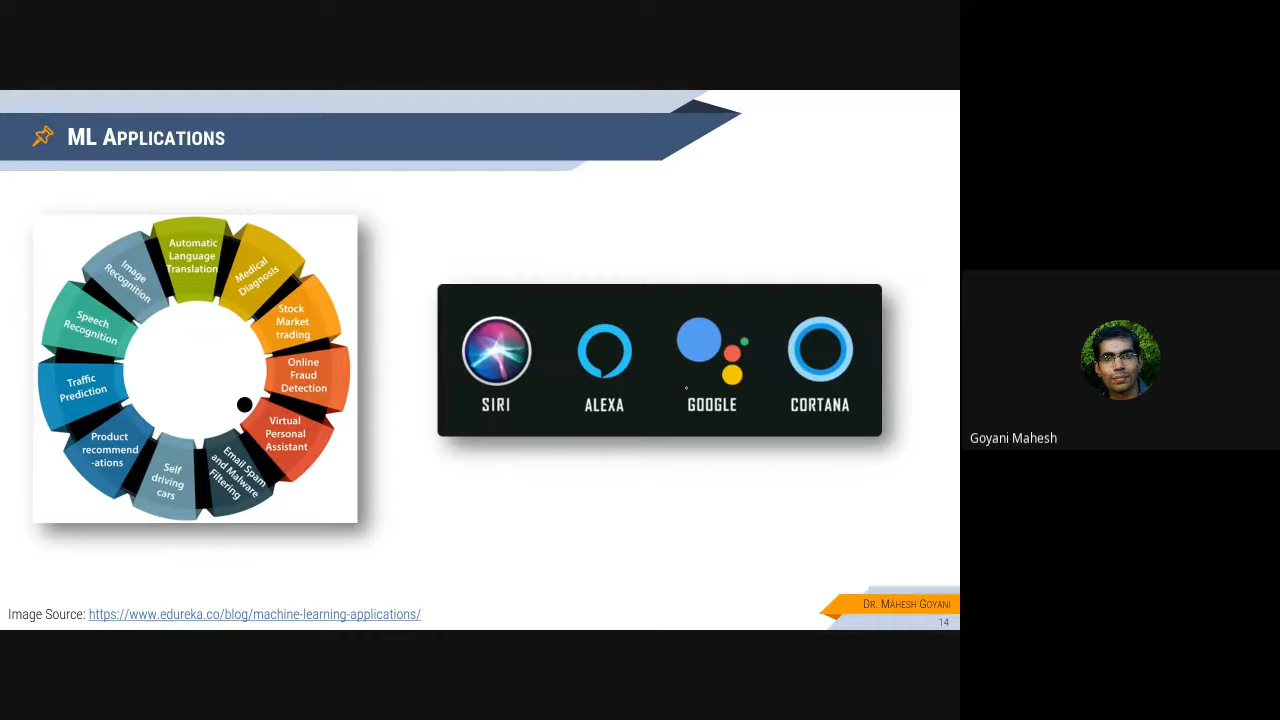 ML APPLICATIONS
Automatic
Language
Translation
Medical
Diagnosis
Stock
Market
trading
Online
Fraud
Detection
Virtual
Personal
Assistant
Email Spam
and Malware
Filtering
Self
driving
cars
Product
recommend
-ations
Traffic
Prediction
Speech
Recognition
Image
Recognition
SIRI
ALEXA
GOOGLE
CORTANA
Goyani Mahesh
Image Source: https://www.edureka.co/blog/machine-learning-applications/
DR. MAHESH GOYANI
14